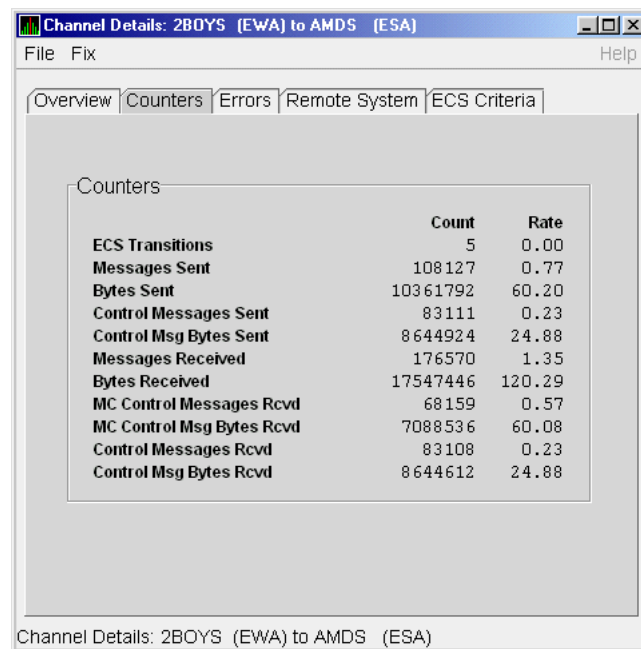 Channel Details: 2BOYS (EWA) to AMDS (ESA)
File Fix Help
Overview Counters Errors Remote System ECS Criteria
Counters
Count Rate
ECS Transitions 5 0.00
Messages Sent 108127 0.77
Bytes Sent 10361792 60.20
Control Messages Sent 83111 0.23
Control Msg Bytes Sent 8644924 24.88
Messages Received 176570 1.35
Bytes Received 17547446 120.29
MC Control Messages Rcvd 68159 0.57
MC Control Msg Bytes Rcvd 7088536 60.08
Control Messages Rcvd 83108 0.23
Control Msg Bytes Rcvd 8644612 24.88
Channel Details: 2BOYS (EWA) to AMDS (ESA)